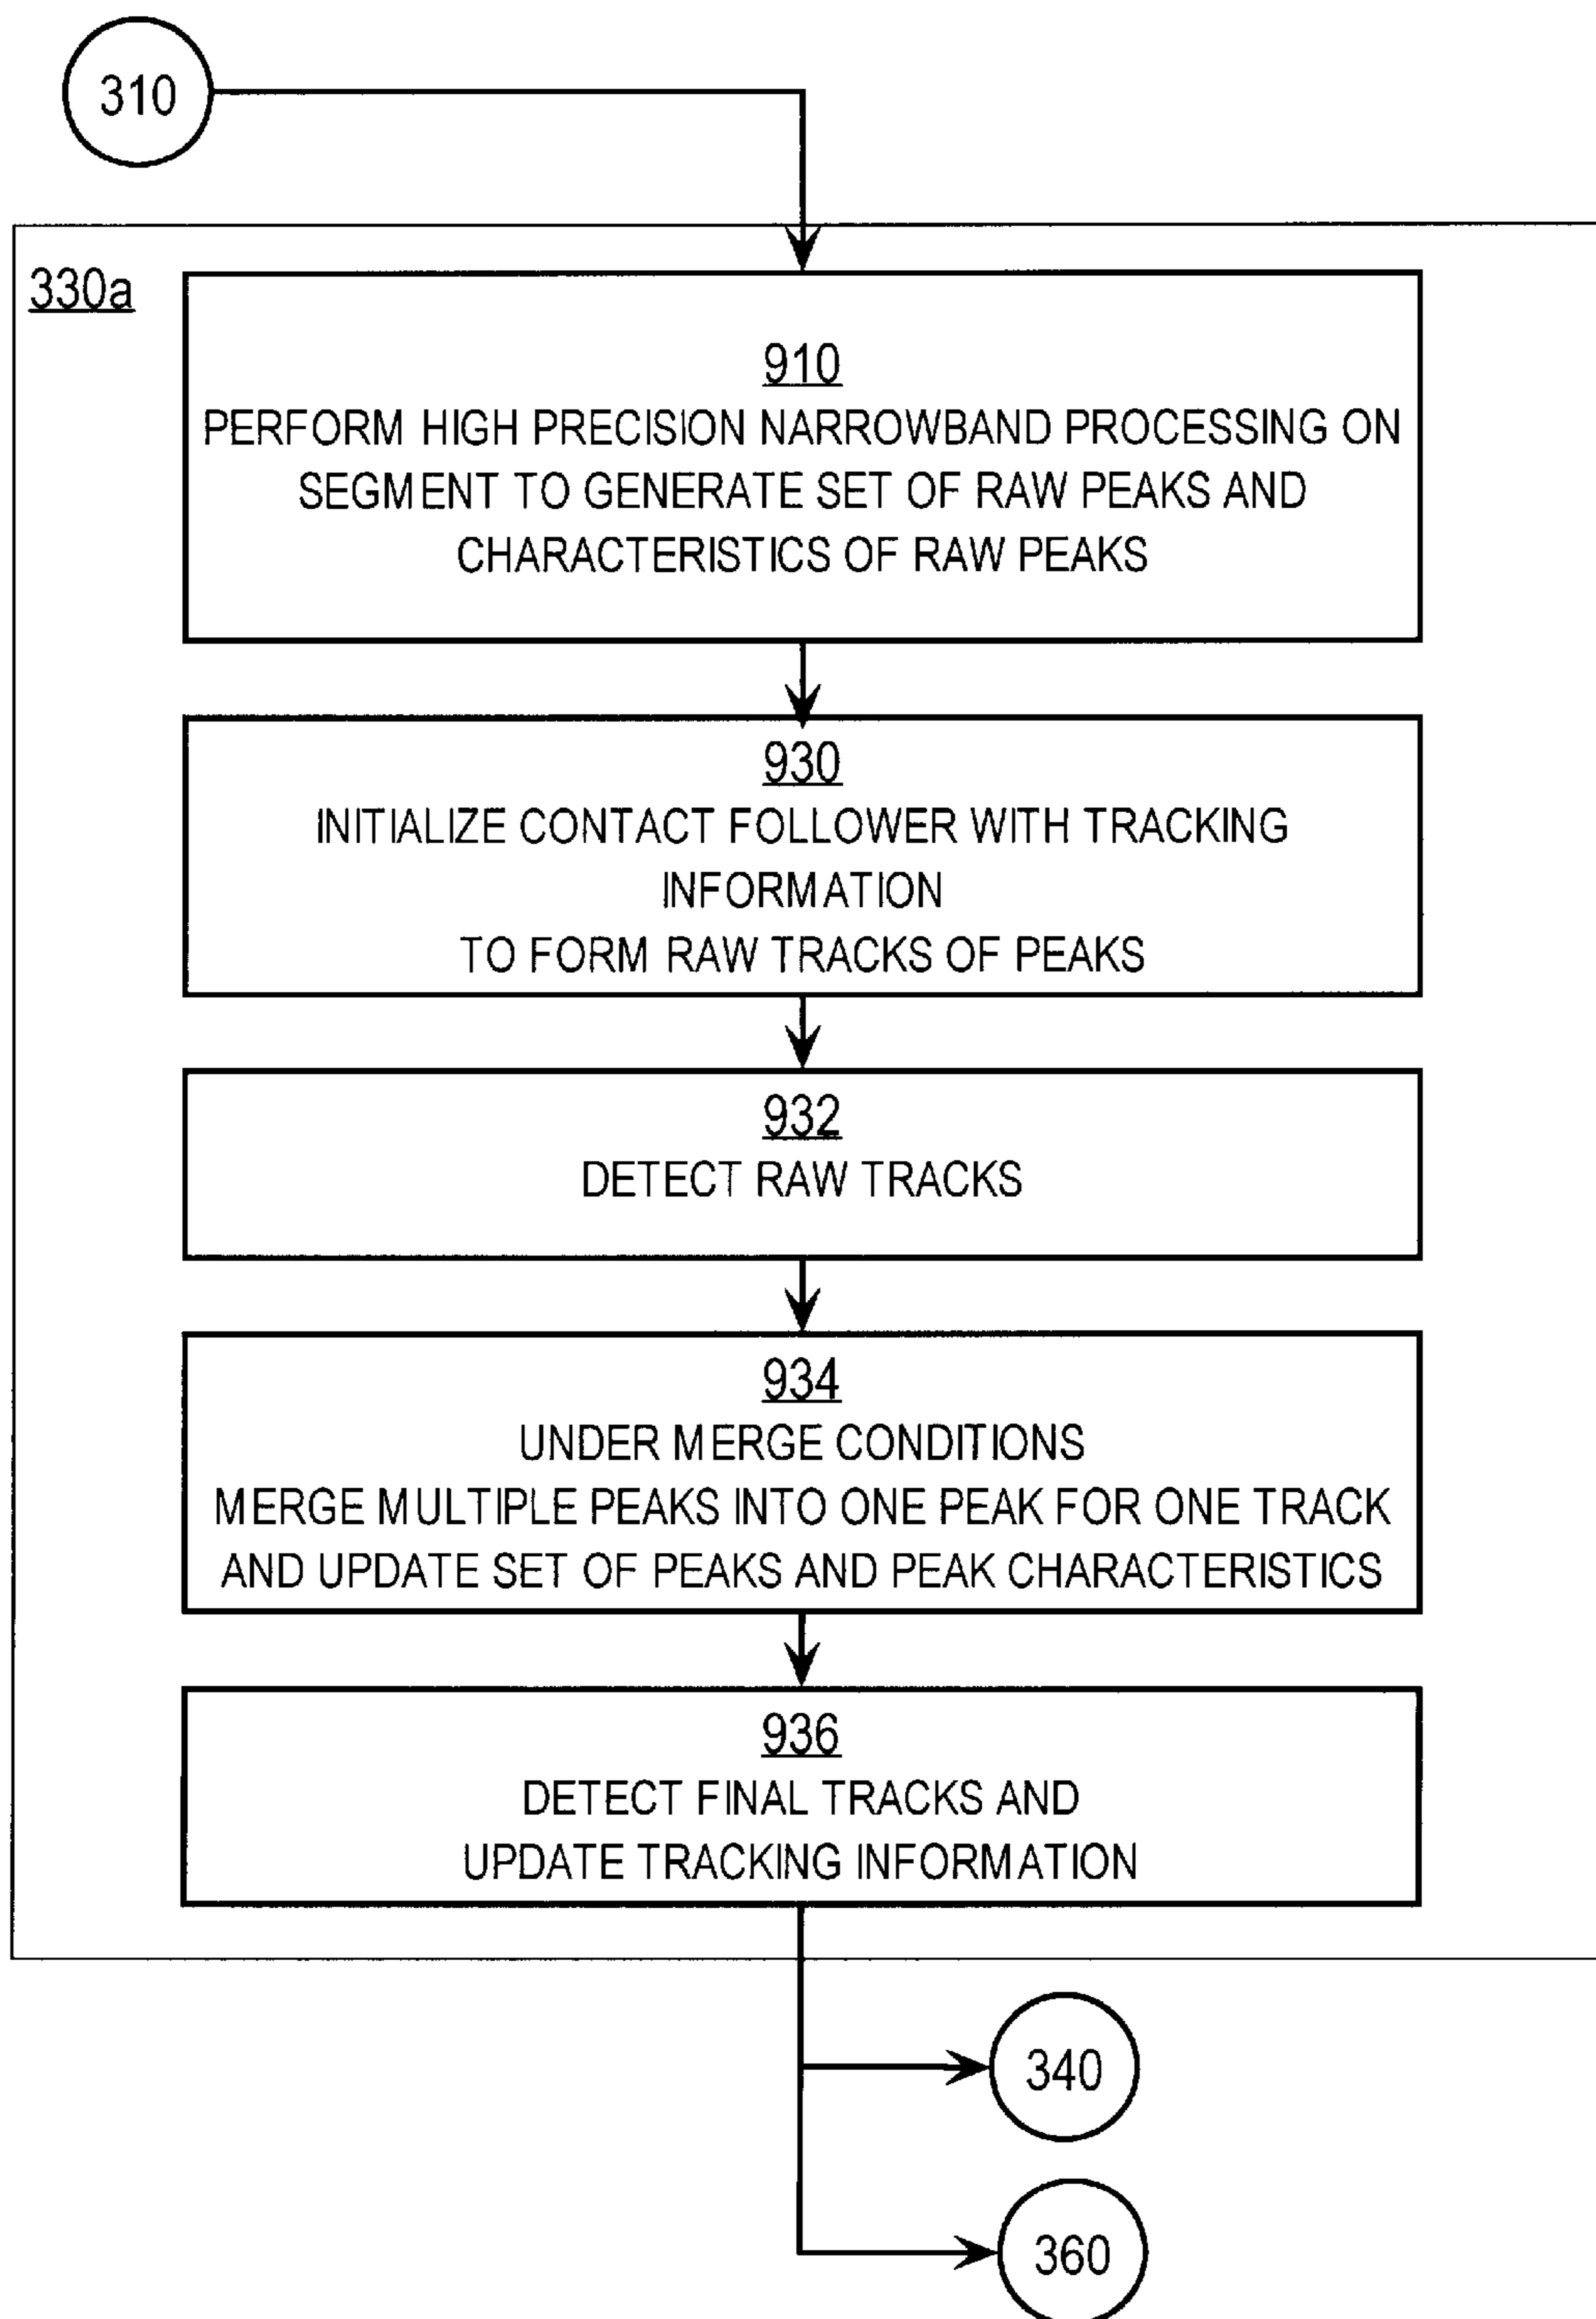 310
330a
910
PERFORM HIGH PRECISION NARROWBAND PROCESSING ON
SEGMENT TO GENERATE SET OF RAW PEAKS AND
CHARACTERISTICS OF RAW PEAKS
930
INITIALIZE CONTACT FOLLOWER WITH TRACKING
INFORMATION
TO FORM RAW TRACKS OF PEAKS
932
DETECT RAW TRACKS
934
UNDER MERGE CONDITIONS
MERGE MULTIPLE PEAKS INTO ONE PEAK FOR ONE TRACK
AND UPDATE SET OF PEAKS AND PEAK CHARACTERISTICS
936
DETECT FINAL TRACKS AND
UPDATE TRACKING INFORMATION
340
360